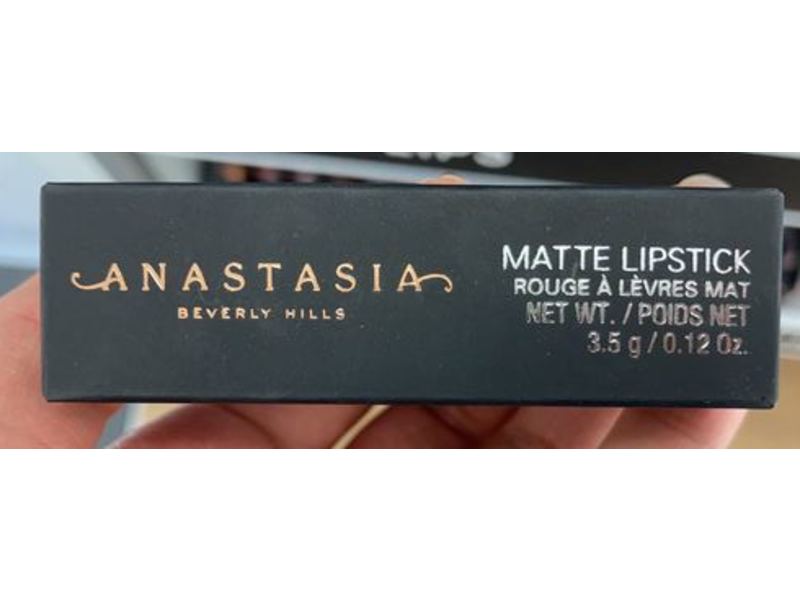 ANASTASIA
BEVERLY HILLS
MATTE LIPSTICK
ROUGE À LÈVRES MAT
NET WT. / POIDS NET
3.5 g / 0.12 Oz.